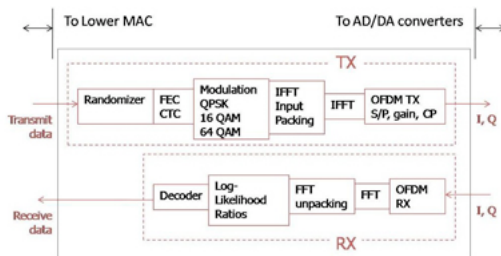 To Lower MAC
To AD/DA converters
TX
Randomizer
FEC
CTC
Modulation
QPSK
16 QAM
64 QAM
IFFT
Input
Packing
IFFT
OFDM TX
S/P, gain, CP
Transmit
data
I, Q
Decoder
Log-
Likelihood
Ratios
FFT
unpacking
FFT
OFDM
RX
Receive
data
I, Q
RX